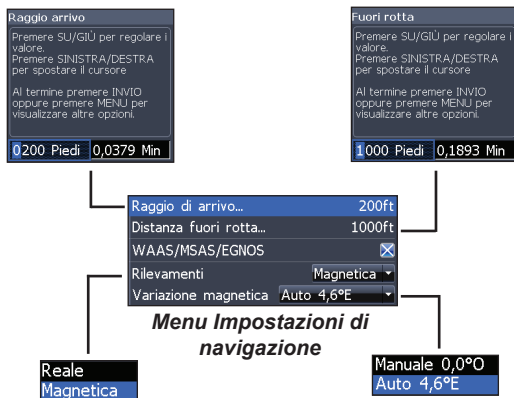 Raggio arrivo
Premere SU/GIÙ per regolare i
valore.
Premere SINISTRA/DESTRA
per spostare il cursore
Al termine premere INVIO
oppure premere MENU per
visualizzare altre opzioni.
0200 Piedi 0,0379 Min
Fuori rotta
Premere SU/GIÙ per regolare i
valore.
Premere SINISTRA/DESTRA
per spostare il cursore
Al termine premere INVIO
oppure premere MENU per
visualizzare altre opzioni.
1000 Piedi 0,1893 Min
Raggio di arrivo... 200ft
Distanza fuori rotta... 1000ft
WAAS/MSAS/EGNOS
Rilevamenti Magnetica
Variazione magnetica Auto 4,6°E
Menu Impostazioni di
navigazione
Reale
Magnetica
Manuale 0,0°O
Auto 4,6°E